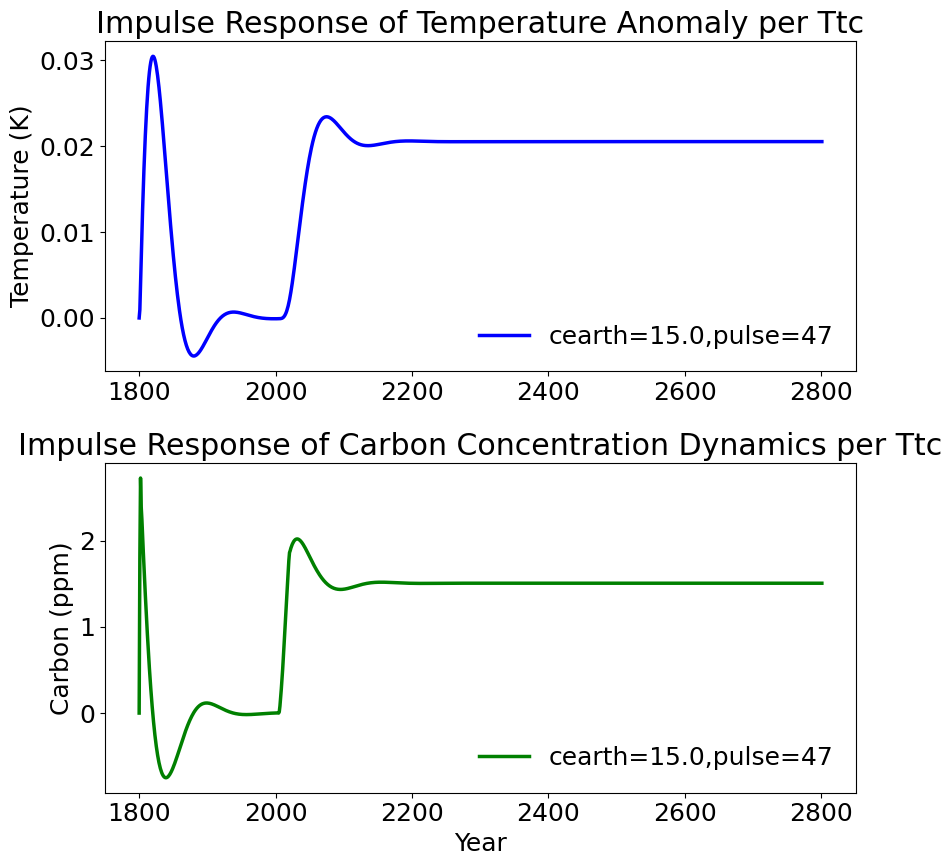 Impulse Response of Temperature Anomaly per Ttc
Temperature (K)
0.03
0.02
0.01
0.00
cearth=15.0,pulse=47
1800 2000 2200 2400 2600 2800
Impulse Response of Carbon Concentration Dynamics per Ttc
Carbon (ppm)
2
1
0
cearth=15.0,pulse=47
1800 2000 2200 2400 2600 2800
Year